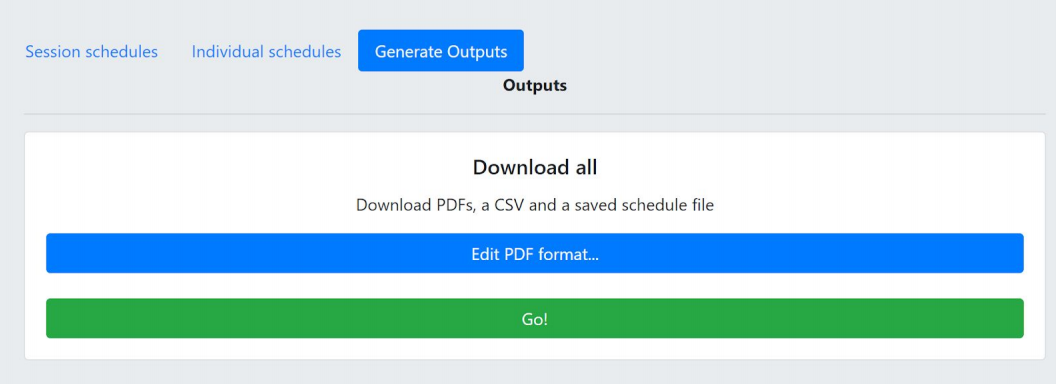 Session schedules Individual schedules Generate Outputs
Outputs
Download all
Download PDFs, a CSV and a saved schedule file
Edit PDF format...
Go!